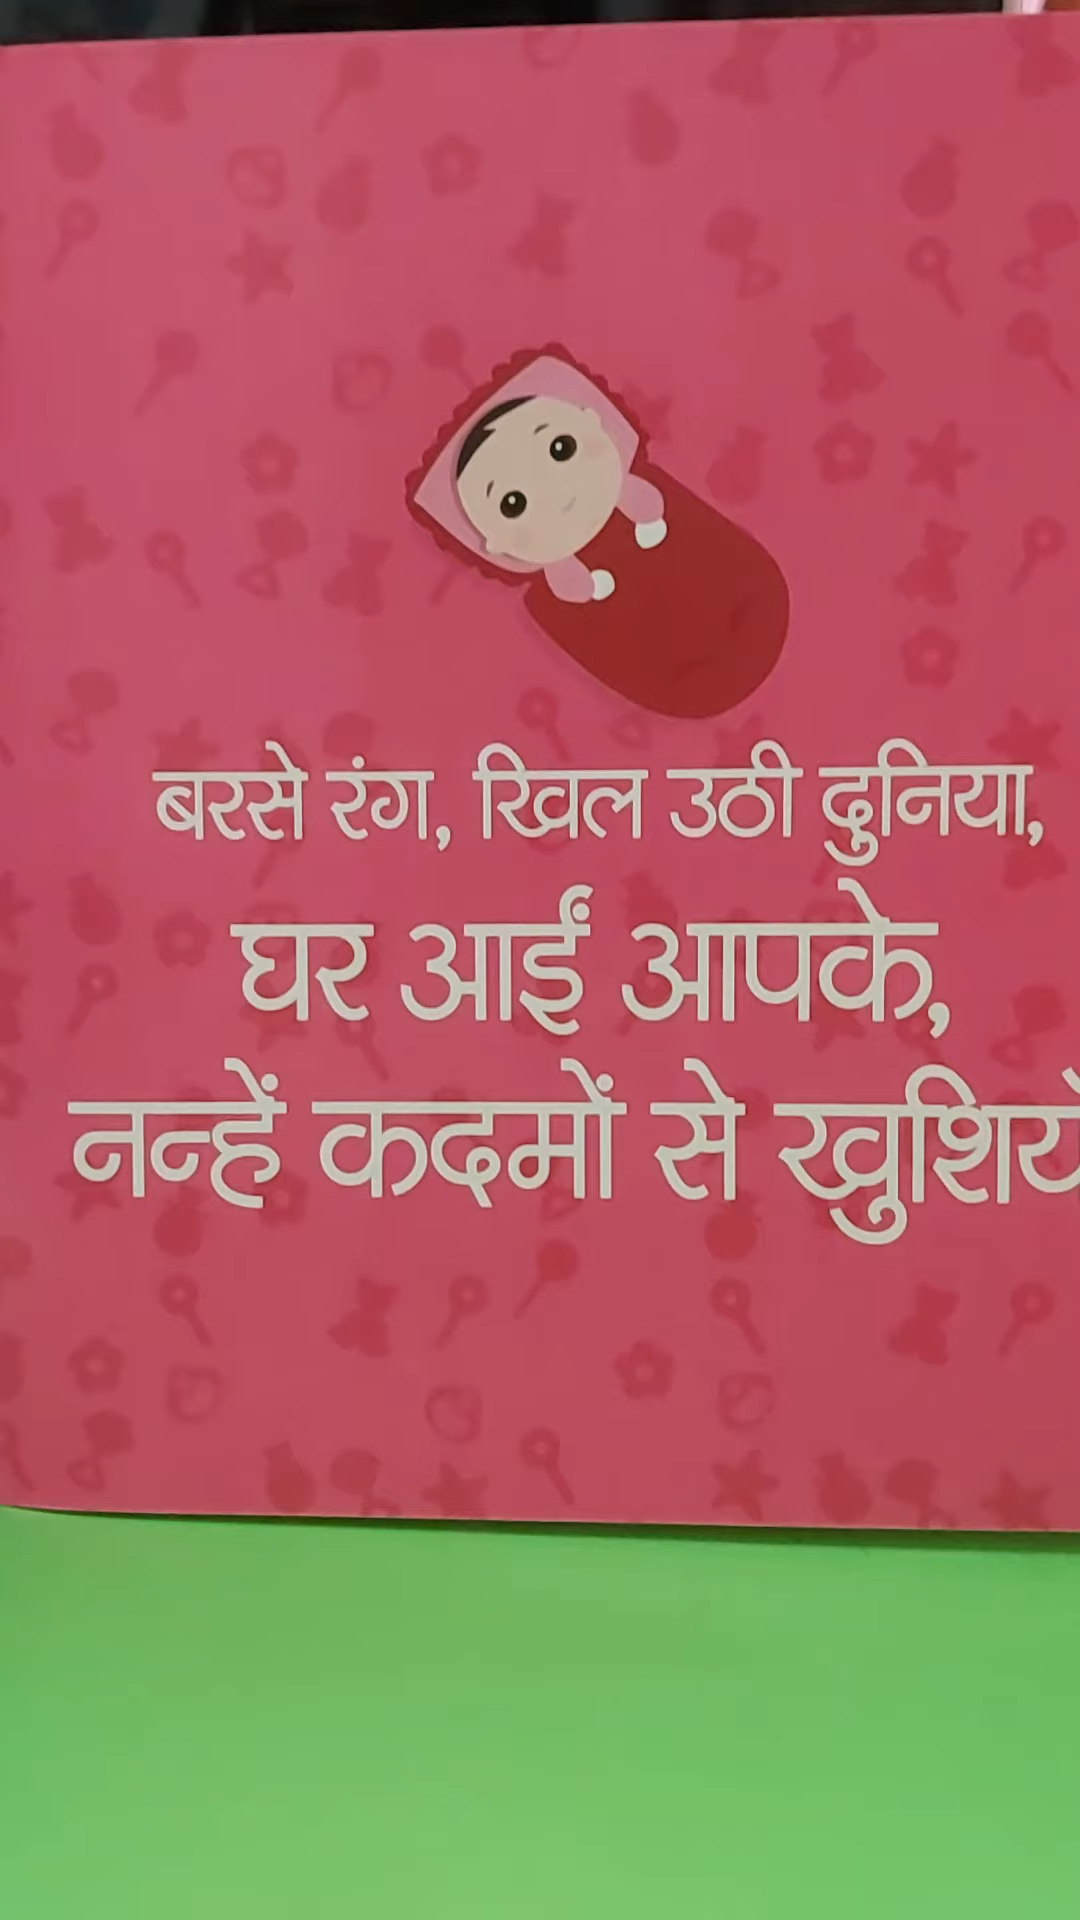 बरसे रंग, खिल उठी दुनिया,
घर आईं आपके,
नन्हें कदमों से